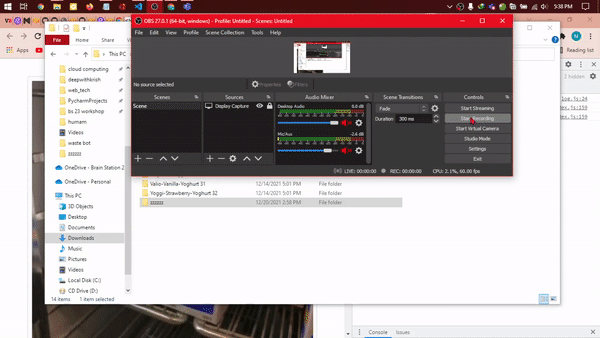 5:38 PM
OBS 27.0.1 (64-bit, windows) - Profile: Untitled - Scenes: Untitled
File Edit View Profile Scene Collection Tools Help
File
This PC
Reading list
2 hidden
cloud computing
deepwithkrish
web_tech
PycharmProjects
bs 23 workshop
humam
Videos
waste bot
zzzzzz
OneDrive - Brain Station 2
OneDrive - Personal
This PC
3D Objects
Desktop
Documents
Downloads
Music
Pictures
Videos
Local Disk (C:)
CD Drive (D:)
No source selected
Properties
Filters
Scenes
Scene
Sources
Display Capture
Audio Mixer
Desktop Audio
0.0 dB
Mic/Aux
-2.6 dB
Scene Transitions
Fade
Duration
300 ms
Controls
Start Streaming
Start Virtual Camera
Studio Mode
Settings
Exit
LIVE: 00:00:00
REC: 00:00:00
CPU: 2.1%, 60.00 fps
Valio-Vanilla-Yoghurt 31 12/14/2021 5:01 PM File folder
Yoggi-Strawberry-Yoghurt 32 12/14/2021 5:01 PM File folder
zzzzzz 12/20/2021 2:58 PM File folder
14 items 1 item selected
Console Issues